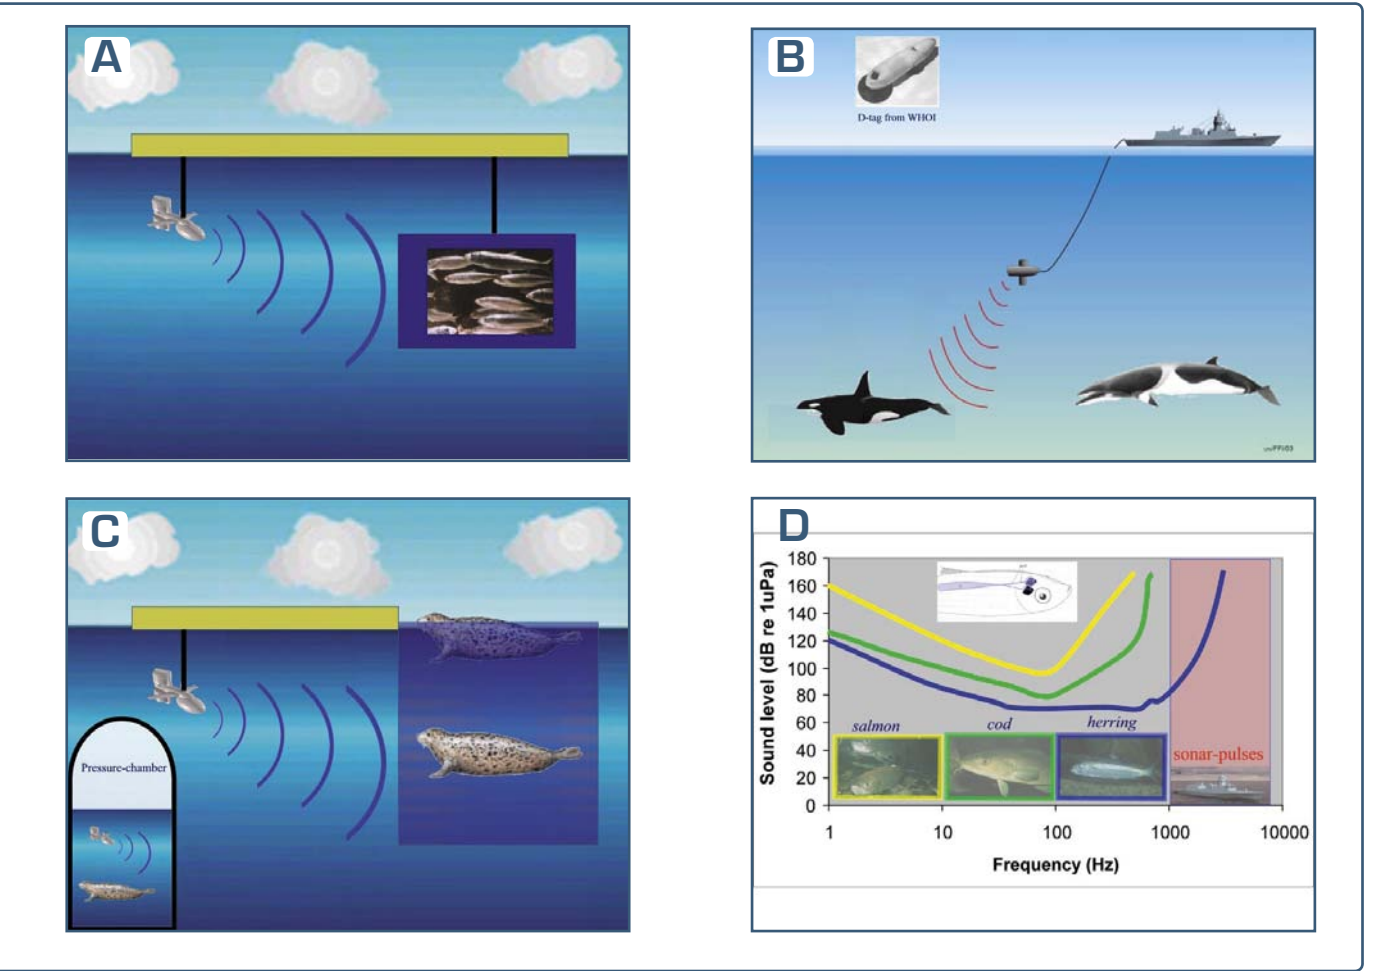 A
B
D-tag from WHOI
C
Pressure-chamber
D
Sound level (dB re 1uPa)
180
160
140
120
100
80
60
40
20
0
salmon
cod
herring
sonar-pulses
1
10
100
1000
10000
Frequency (Hz)